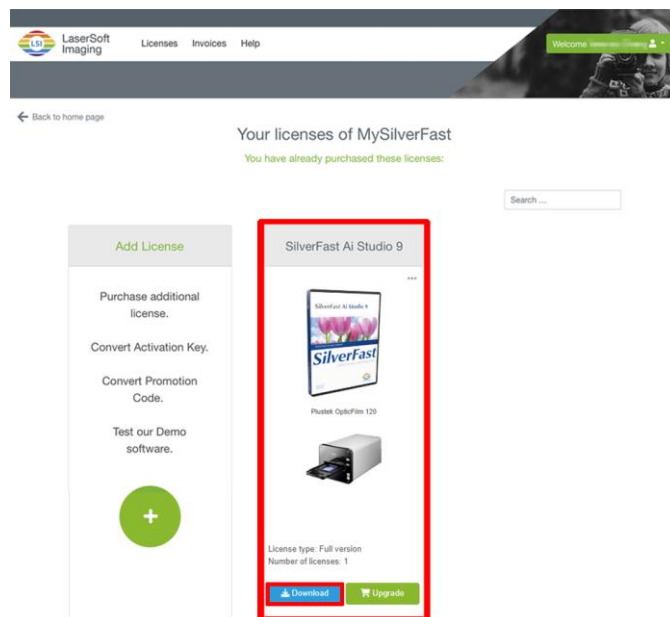 LSI
LaserSoft
Imaging
Licenses Invoices Help
Welcome
Back to home page
Your licenses of MySilverFast
You have already purchased these licenses:
Search ...
Add License
Purchase additional
license.
Convert Activation Key.
Convert Promotion
Code.
Test our Demo
software.
+
SilverFast Ai Studio 9
...
SilverFast Ai Studio 9
SilverFast
Plustek OpticFilm 120
License type: Full version
Number of licenses: 1
Download
Upgrade